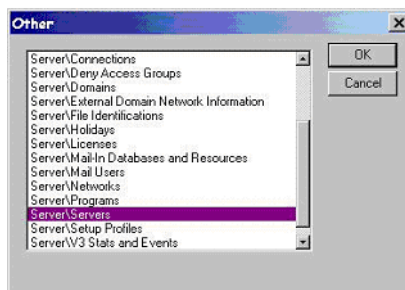 Other
Server\Connections
Server\Deny Access Groups
Server\Domains
Server\External Domain Network Information
Server\File Identifications
Server\Holidays
Server\Licenses
Server\Mail-In Databases and Resources
Server\Mail Users
Server\Networks
Server\Programs
Server\Servers
Server\Setup Profiles
Server\V3 Stats and Events
OK
Cancel